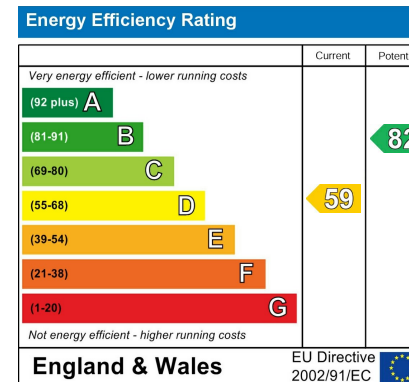 Energy Efficiency Rating
Current Potent
Very energy efficient - lower running costs
(92 plus) A
(81-91) B
82
(69-80) C
(55-68) D
59
(39-54) E
(21-38) F
(1-20) G
Not energy efficient - higher running costs
England & Wales
EU Directive
2002/91/EC